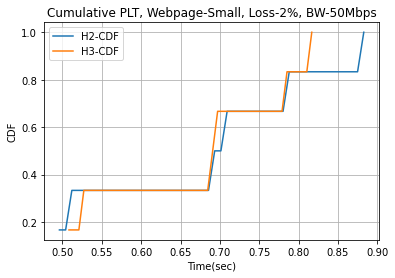 Cumulative PLT, Webpage-Small, Loss-2%, BW-50Mbps
H2-CDF
H3-CDF
1.0
0.8
0.6
0.4
0.2
CDF
0.50 0.55 0.60 0.65 0.70 0.75 0.80 0.85 0.90
Time(sec)